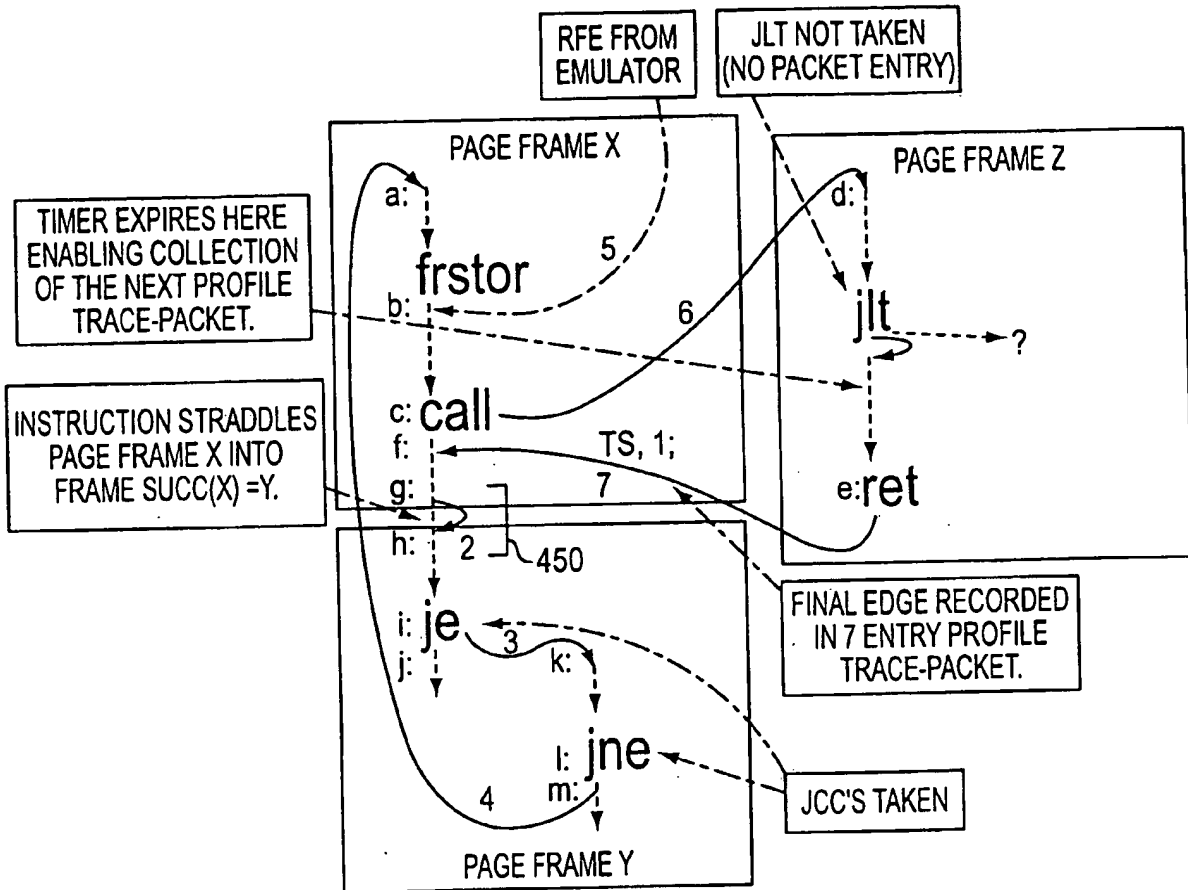 RFE FROM
EMULATOR
JLT NOT TAKEN
(NO PACKET ENTRY)
PAGE FRAME X
PAGE FRAME Z
a:
d:
TIMER EXPIRES HERE
ENABLING COLLECTION
OF THE NEXT PROFILE
TRACE-PACKET.
5
frstor
b:
6
jlt
?
INSTRUCTION STRADDLES
PAGE FRAME X INTO
FRAME SUCC(X) =Y.
c: call
f:
TS, 1;
7
g:
e: ret
h:
2
450
FINAL EDGE RECORDED
IN 7 ENTRY PROFILE
TRACE-PACKET.
i: je
3
j:
k:
l: jne
m:
4
JCC'S TAKEN
PAGE FRAME Y